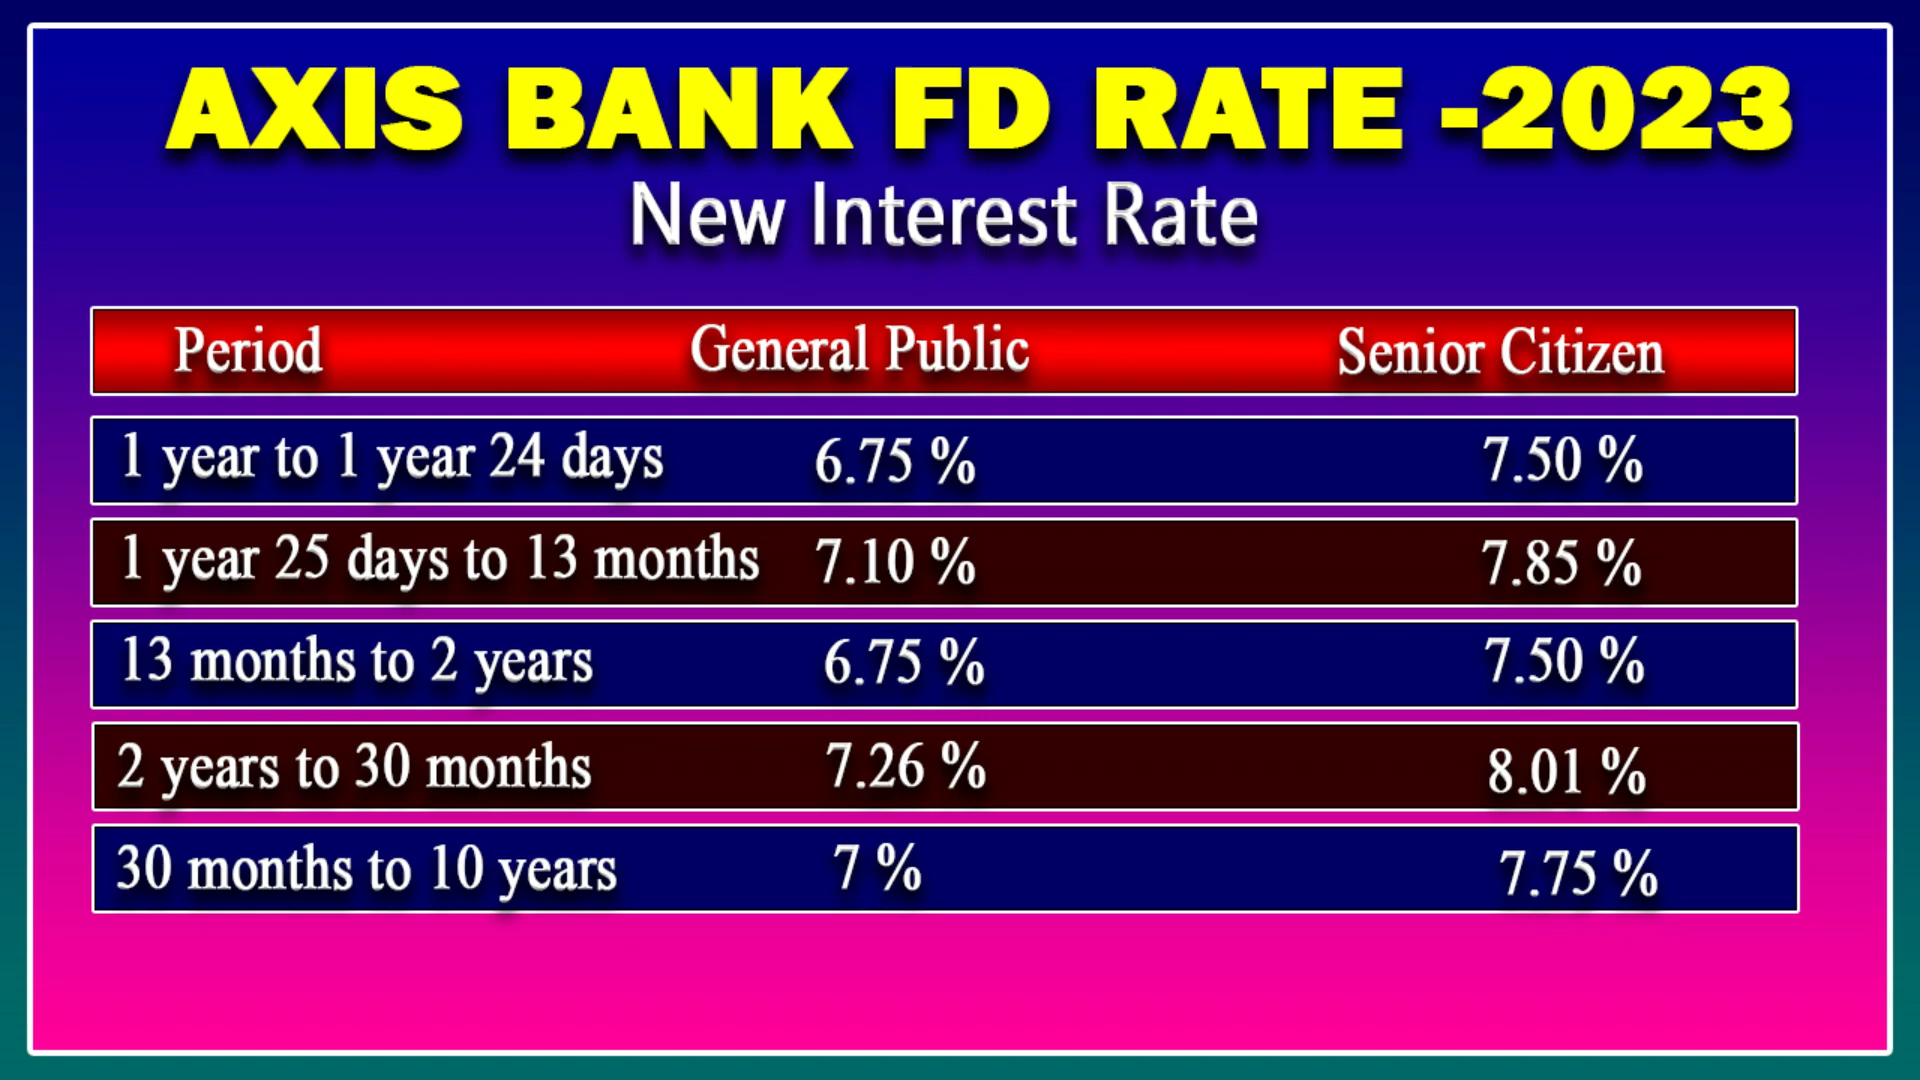 AXIS BANK FD RATE -2023
New Interest Rate
Period General Public Senior Citizen
1 year to 1 year 24 days 6.75 % 7.50 %
1 year 25 days to 13 months 7.10 % 7.85 %
13 months to 2 years 6.75 % 7.50 %
2 years to 30 months 7.26 % 8.01 %
30 months to 10 years 7 % 7.75 %